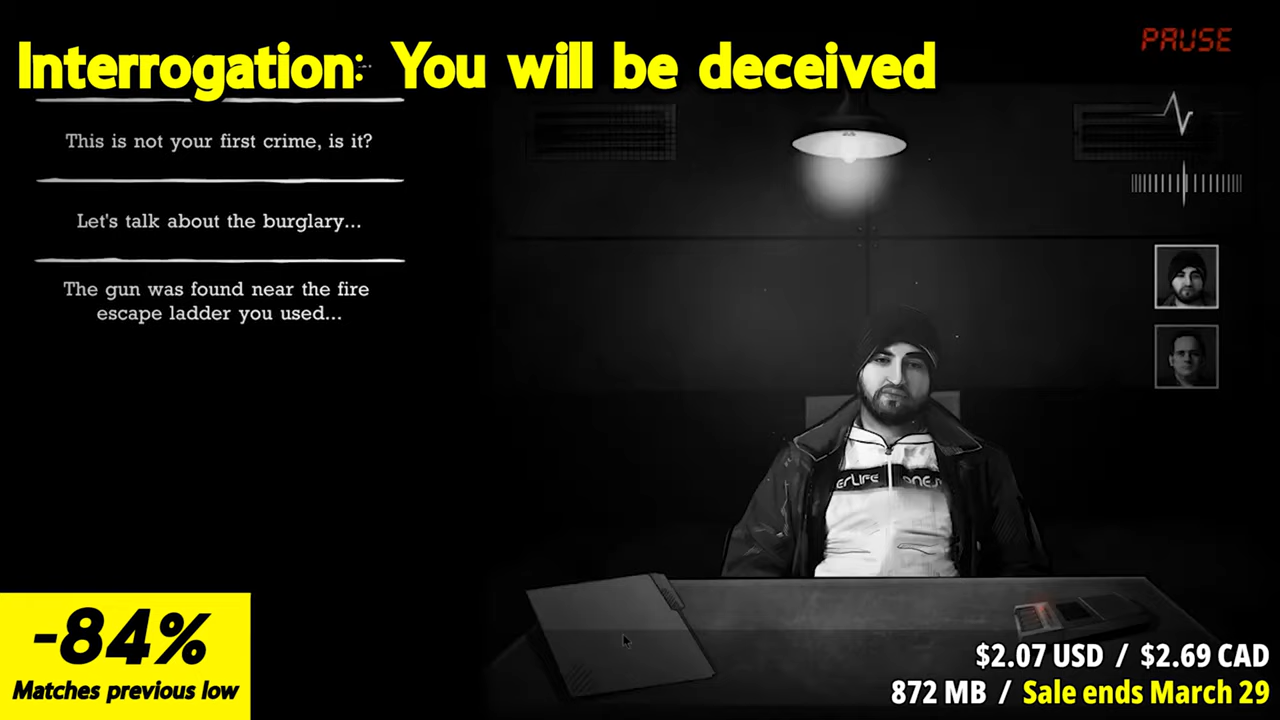 Interrogation: You will be deceived
PAUSE
This is not your first crime, is it?
Let's talk about the burglary...
The gun was found near the fire
escape ladder you used...
-84%
Matches previous low
$2.07 USD / $2.69 CAD
872 MB / Sale ends March 29